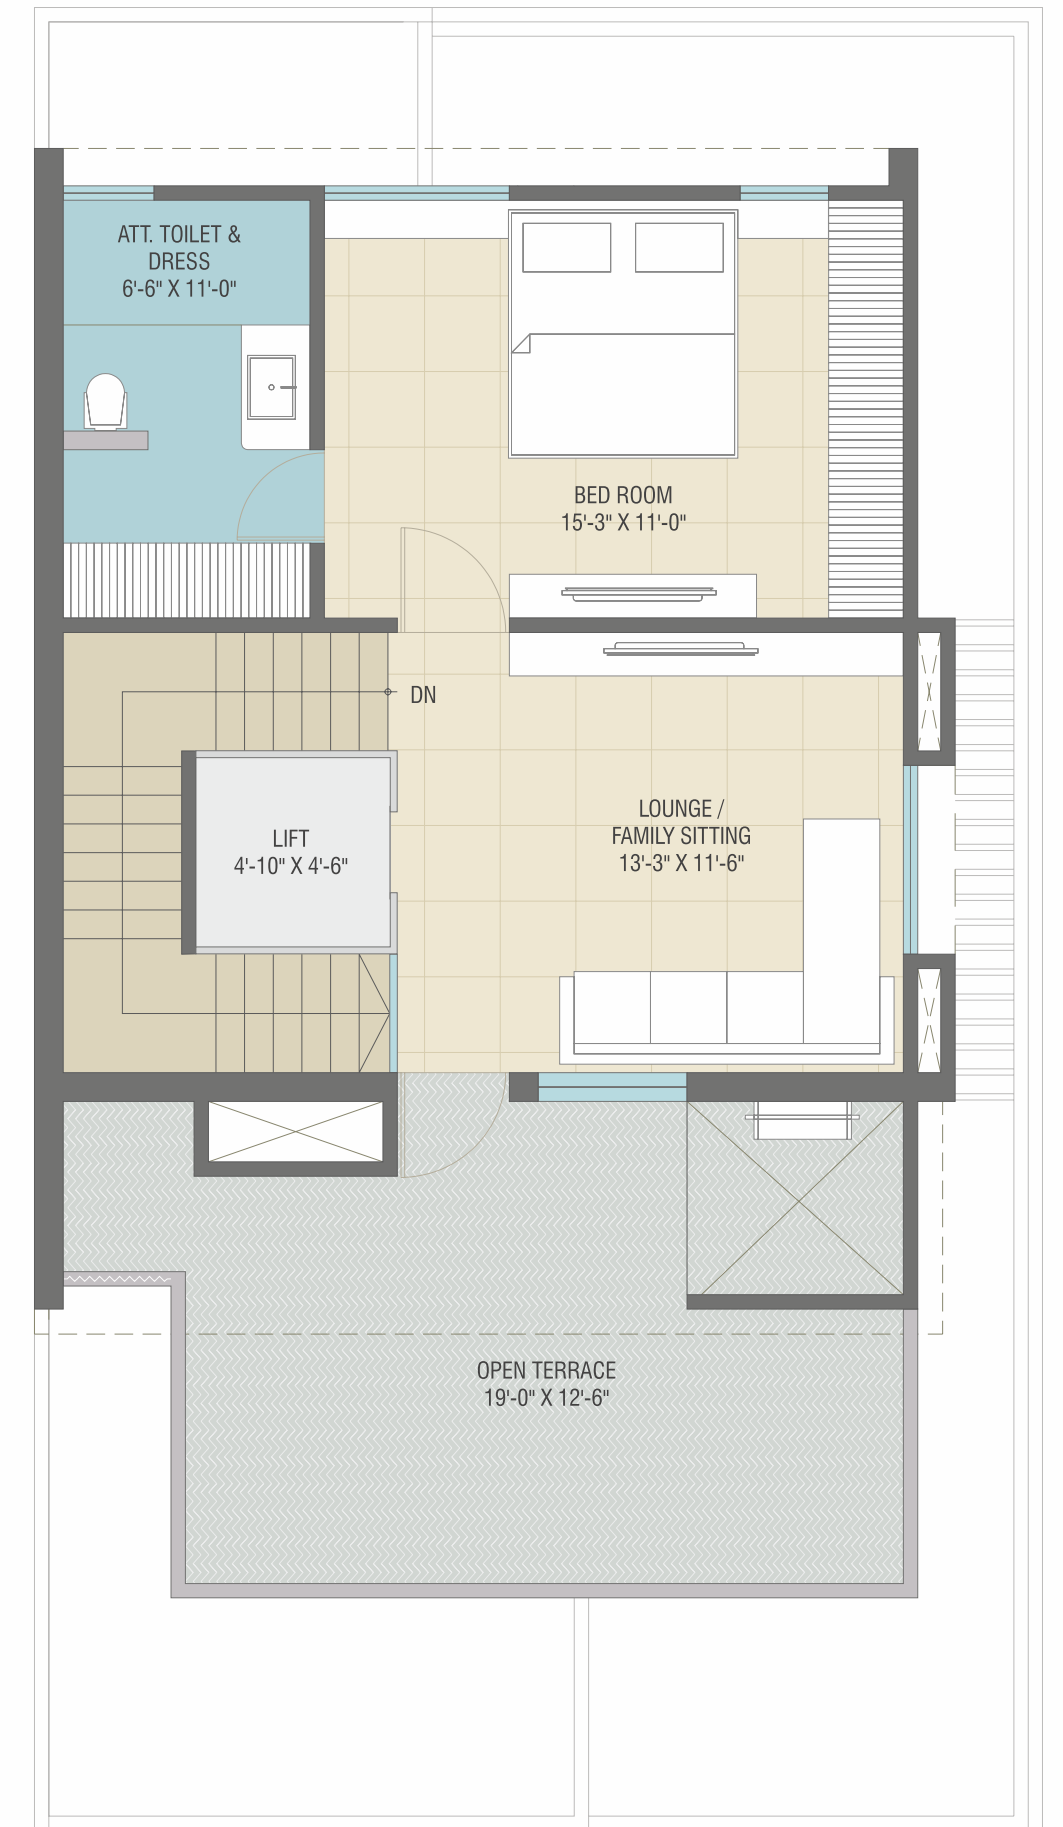 ATT. TOILET &
DRESS
6'-6" X 11'-0"
BED ROOM
15'-3" X 11'-0"
DN
LOUNGE /
FAMILY SITTING
13'-3" X 11'-6"
LIFT
4'-10" X 4'-6"
OPEN TERRACE
19'-0" X 12'-6"